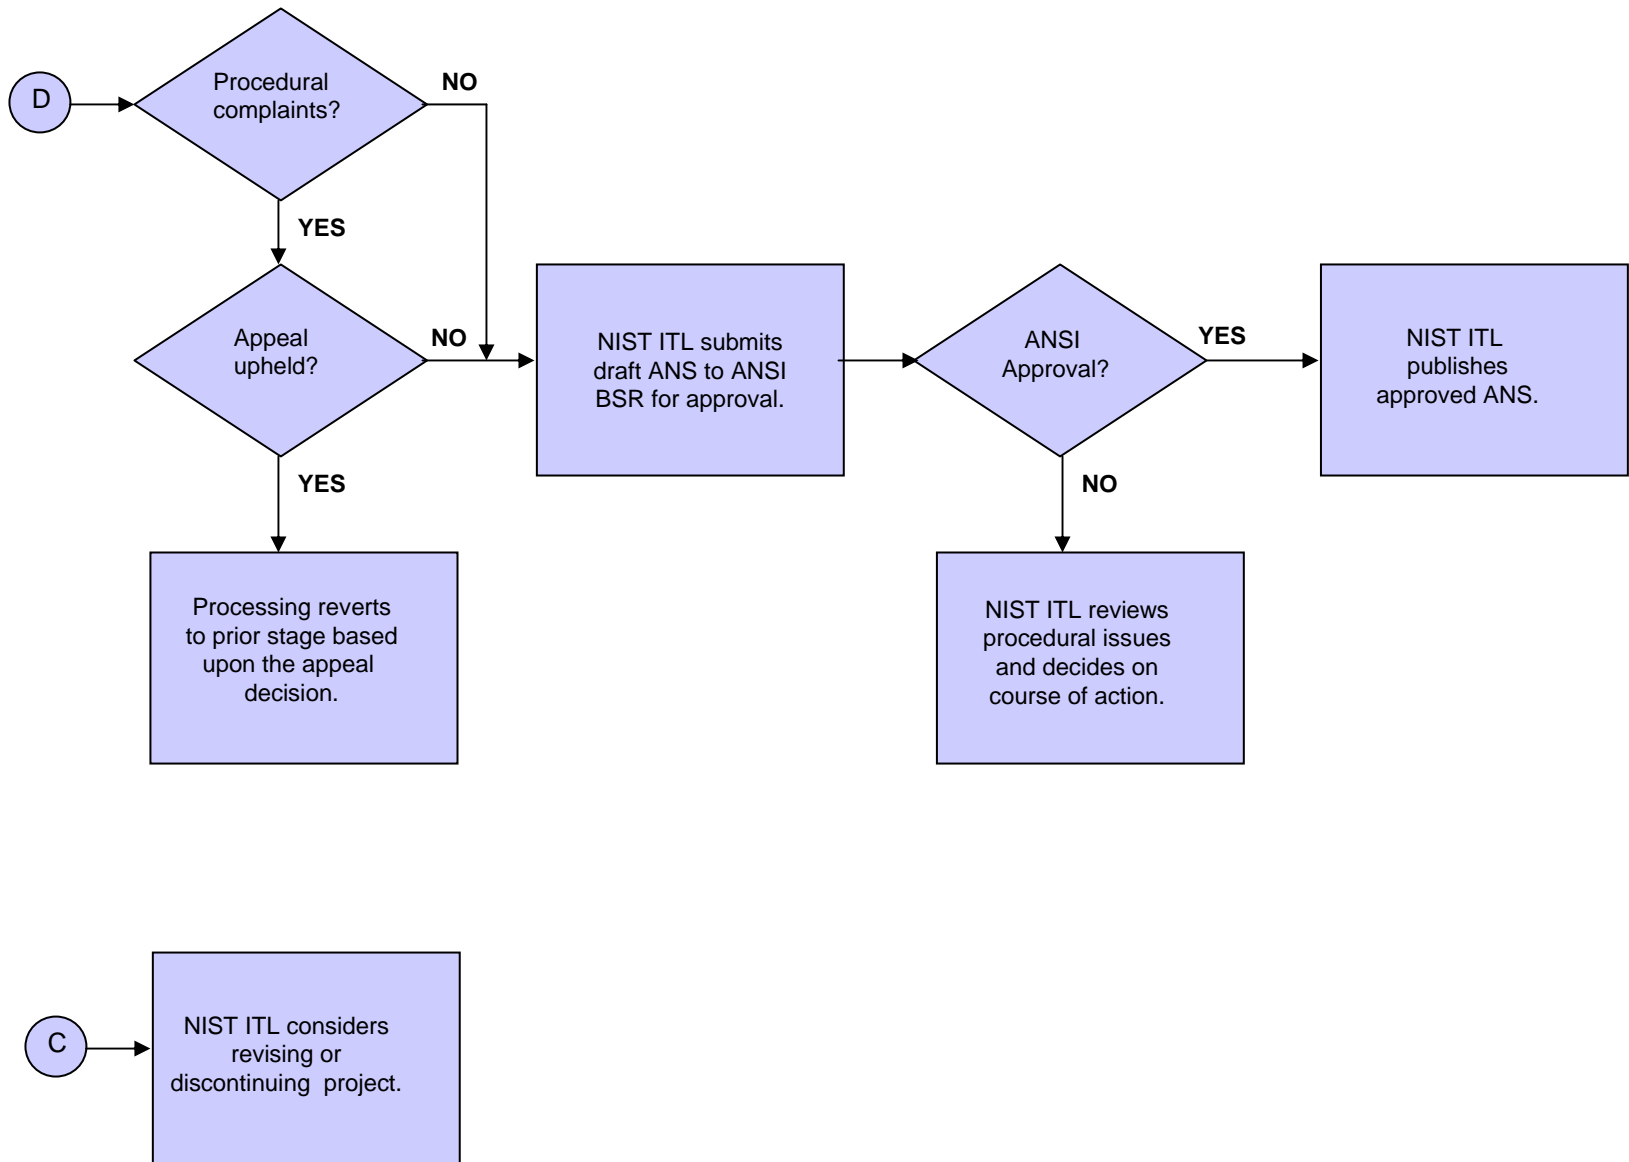 D
Procedural
complaints?
NO
YES
Appeal
upheld?
NO
NIST ITL submits
draft ANS to ANSI
BSR for approval.
ANSI
Approval?
YES
NIST ITL
publishes
approved ANS.
YES
NO
Processing reverts
to prior stage based
upon the appeal
decision.
NIST ITL reviews
procedural issues
and decides on
course of action.
C
NIST ITL considers
revising or
discontinuing project.